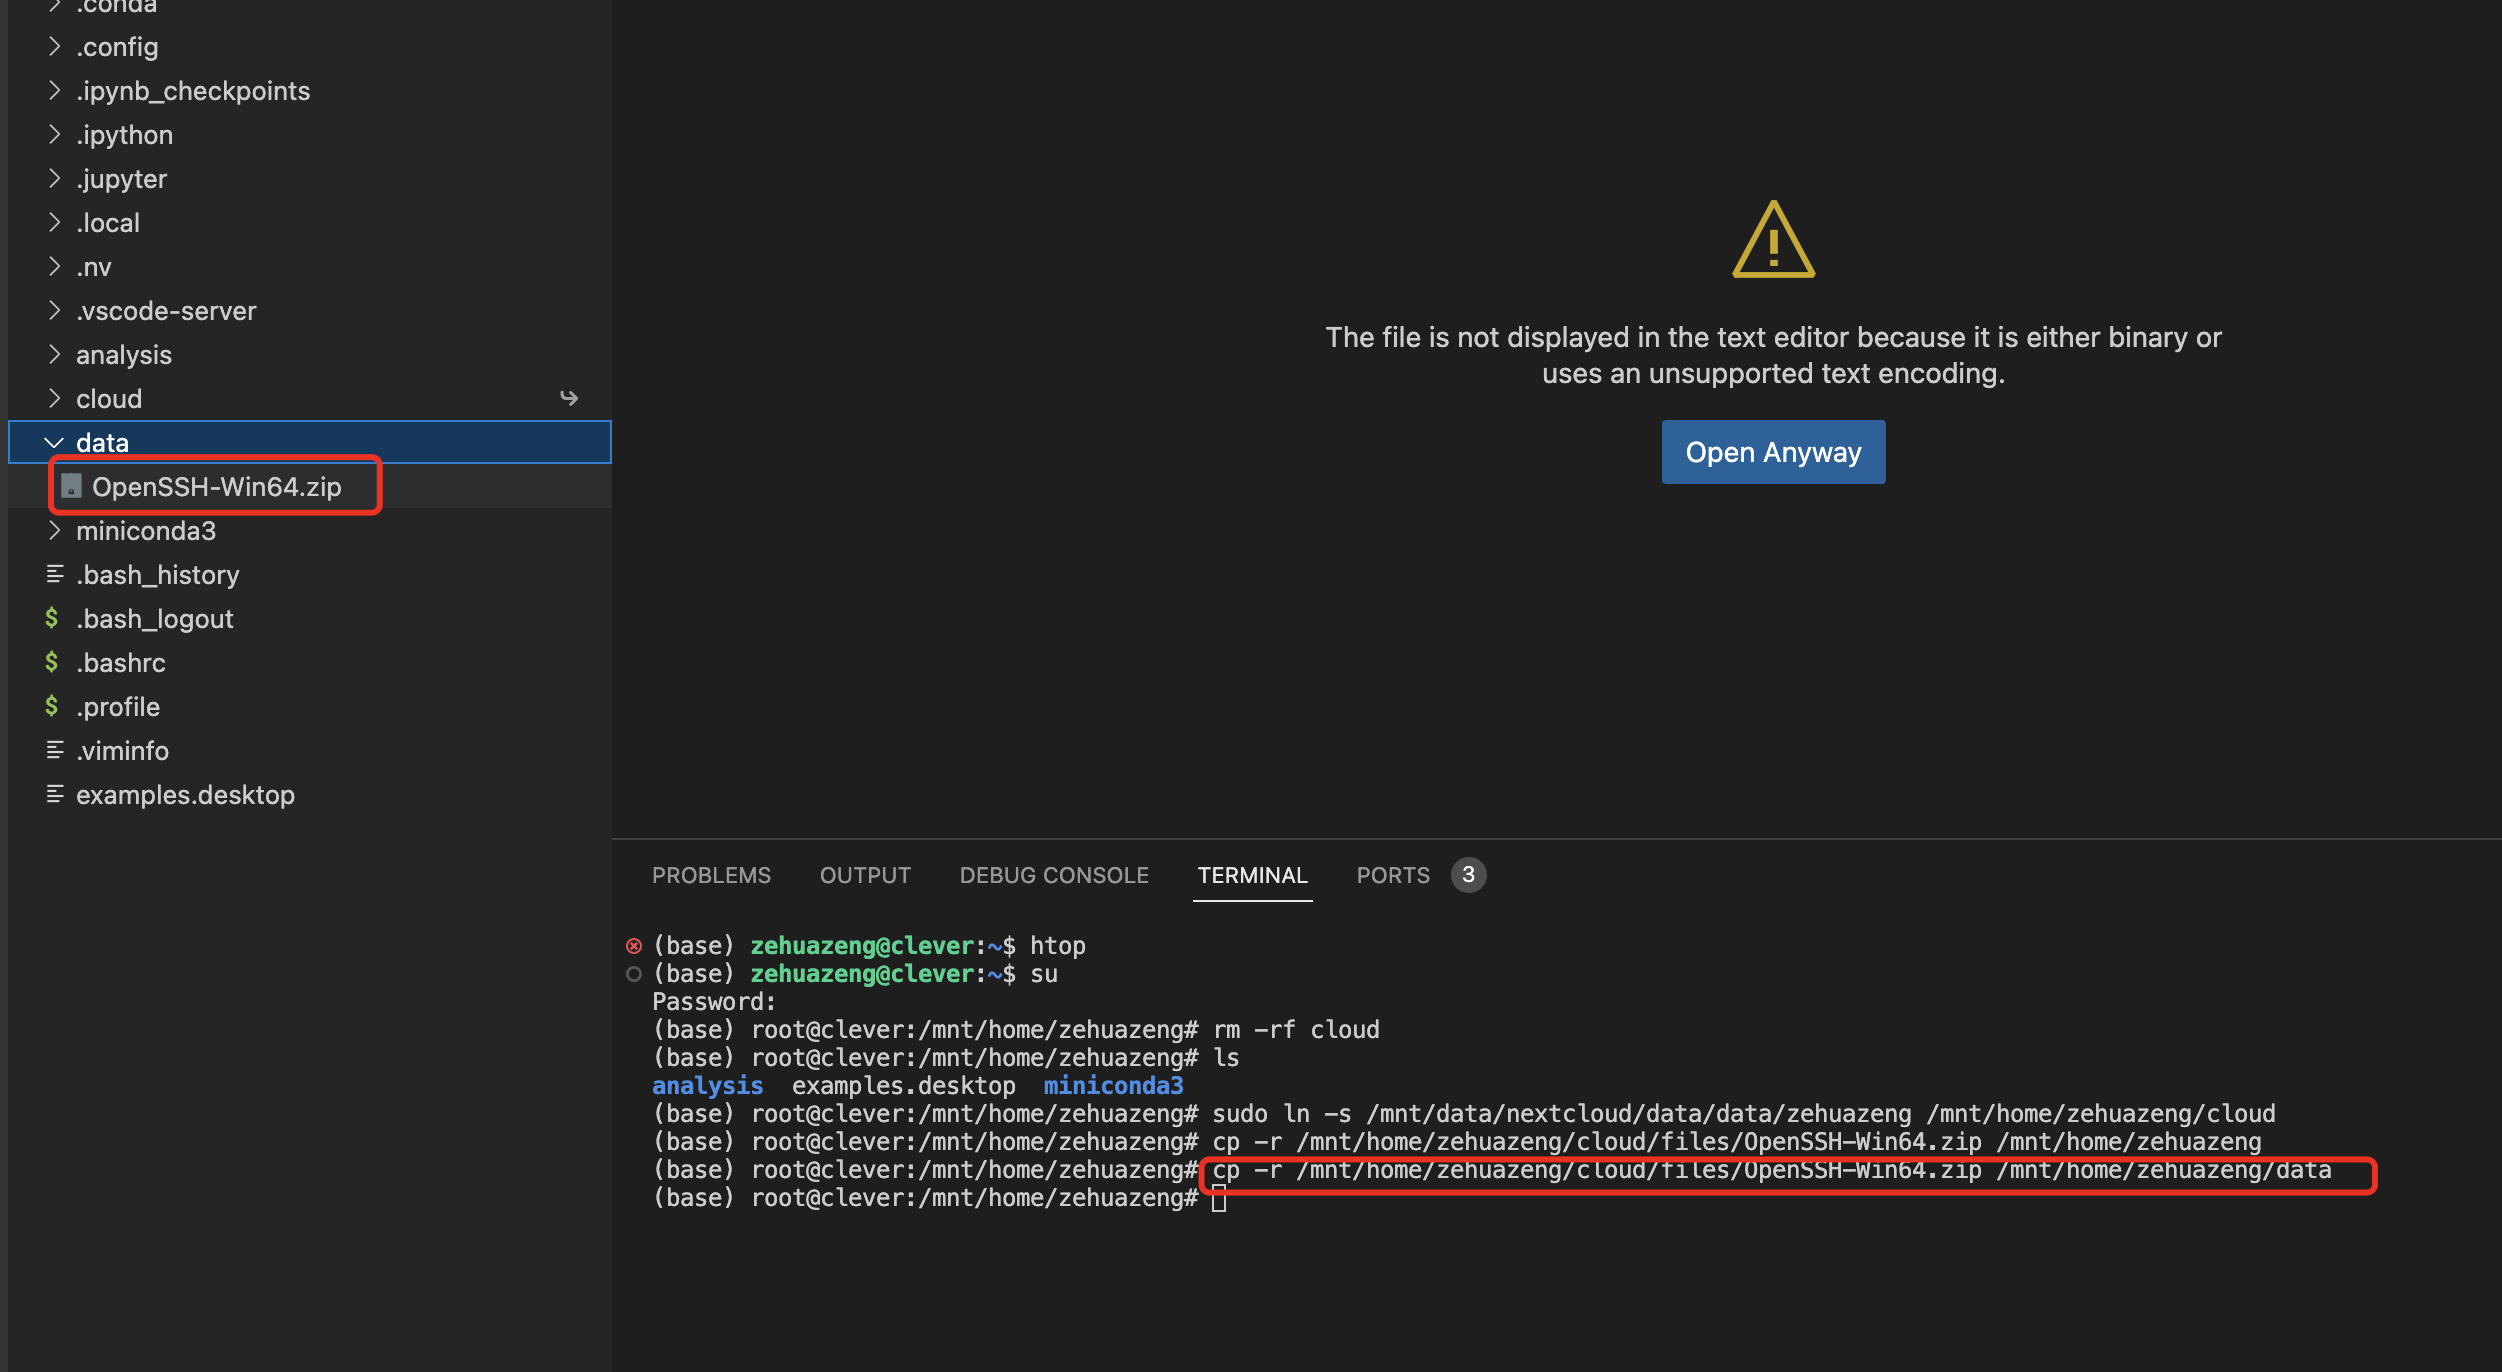 .conda
.config
.ipynb_checkpoints
.ipython
.jupyter
.local
.nv
.vscode-server
analysis
cloud
data
OpenSSH-Win64.zip
miniconda3
.bash_history
$ .bash_logout
$ .bashrc
$ .profile
.viminfo
examples.desktop
The file is not displayed in the text editor because it is either binary or
uses an unsupported text encoding.
Open Anyway
PROBLEMS OUTPUT DEBUG CONSOLE TERMINAL PORTS 3
(base) zehuazeng@clever:~$ htop
(base) zehuazeng@clever:~$ su
Password:
(base) root@clever:/mnt/home/zehuazeng# rm -rf cloud
(base) root@clever:/mnt/home/zehuazeng# ls
analysis examples.desktop miniconda3
(base) root@clever:/mnt/home/zehuazeng# sudo ln -s /mnt/data/nextcloud/data/data/zehuazeng /mnt/home/zehuazeng/cloud
(base) root@clever:/mnt/home/zehuazeng# cp -r /mnt/home/zehuazeng/cloud/files/OpenSSH-Win64.zip /mnt/home/zehuazeng
(base) root@clever:/mnt/home/zehuazeng# cp -r /mnt/home/zehuazeng/cloud/files/OpenSSH-Win64.zip /mnt/home/zehuazeng/data
(base) root@clever:/mnt/home/zehuazeng#